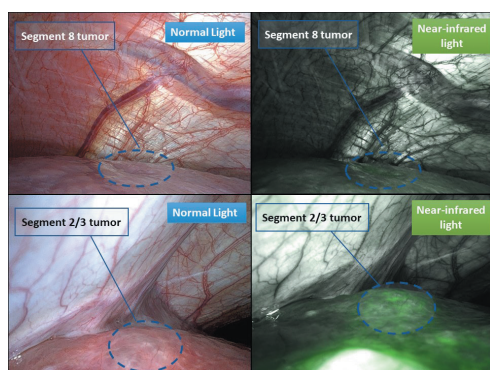 Segment 8 tumor
Normal Light
Segment 8 tumor
Near-infrared
light
Segment 2/3 tumor
Normal Light
Segment 2/3 tumor
Near-infrared
light